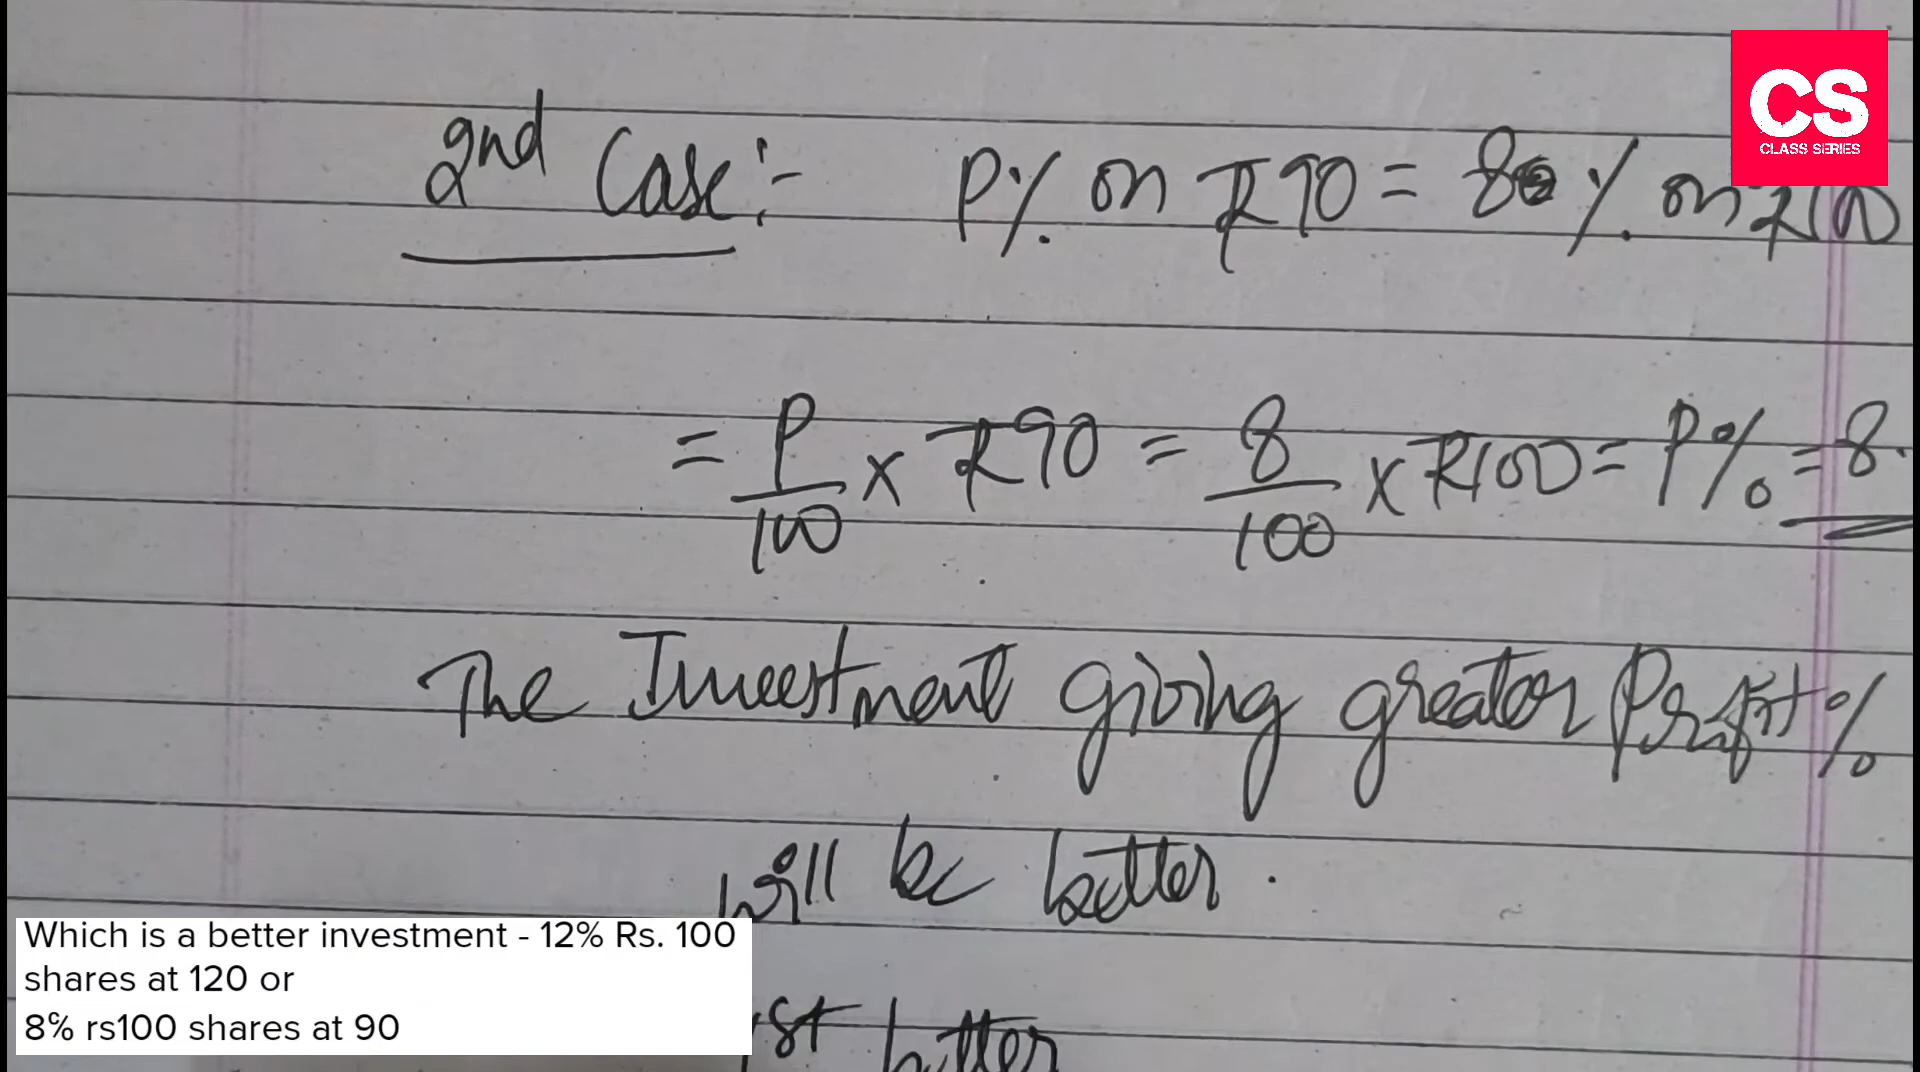 CS
CLASS SERIES
2nd Case:- P% on ₹90 = 8% on ₹100
= P/100 x ₹90 = 8/100 x ₹100 = P% = 8.
The Investment giving greater Profit%
will be better.
1st better
Which is a better investment - 12% Rs. 100
shares at 120 or
8% rs100 shares at 90